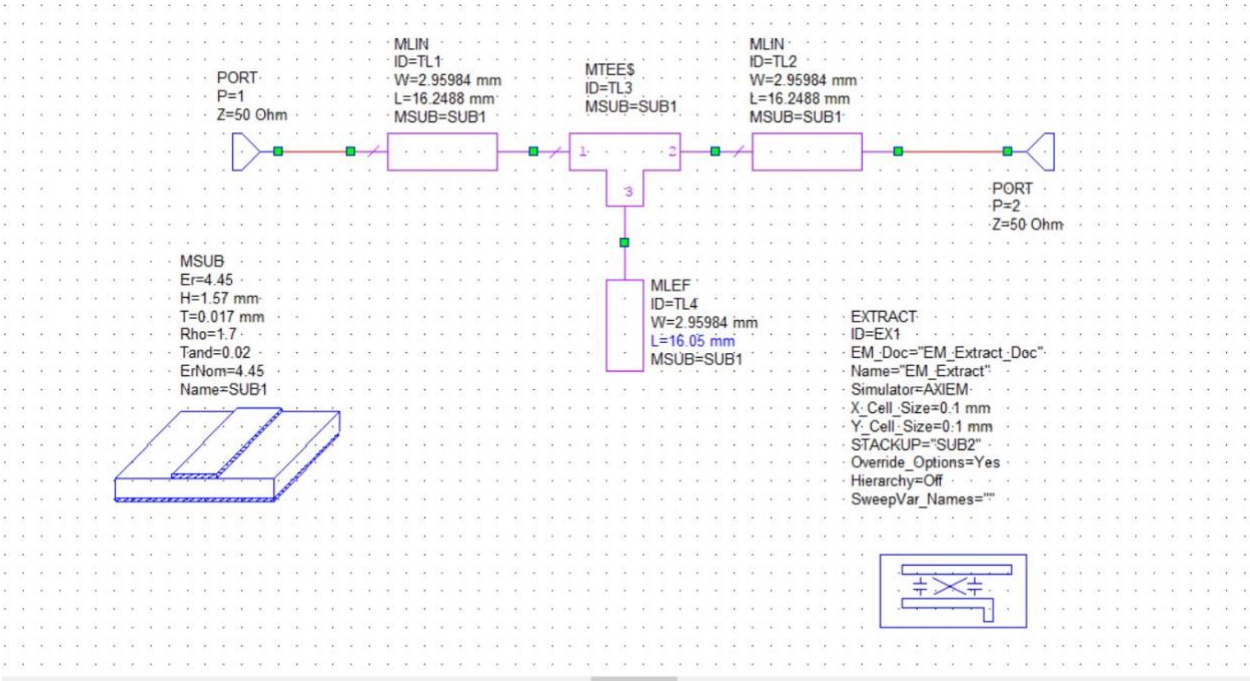 PORT
P=1
Z=50 Ohm
MLIN
ID=TL1
W=2.95984 mm
L=16.2488 mm
MSUB=SUB1
MTEE$
ID=TL3
MSUB=SUB1
MLIN
ID=TL2
W=2.95984 mm
L=16.2488 mm
MSUB=SUB1
1
2
3
PORT
P=2
Z=50 Ohm
MSUB
Er=4.45
H=1.57 mm
T=0.017 mm
Rho=1.7
Tand=0.02
ErNom=4.45
Name=SUB1
MLEF
ID=TL4
W=2.95984 mm
L=16.05 mm
MSUB=SUB1
EXTRACT
ID=EX1
EM_Doc="EM_Extract_Doc"
Name="EM_Extract"
Simulator=AXIEM
X_Cell_Size=0.1 mm
Y_Cell_Size=0.1 mm
STACKUP="SUB2"
Override_Options=Yes
Hierarchy=Off
SweepVar_Names=""